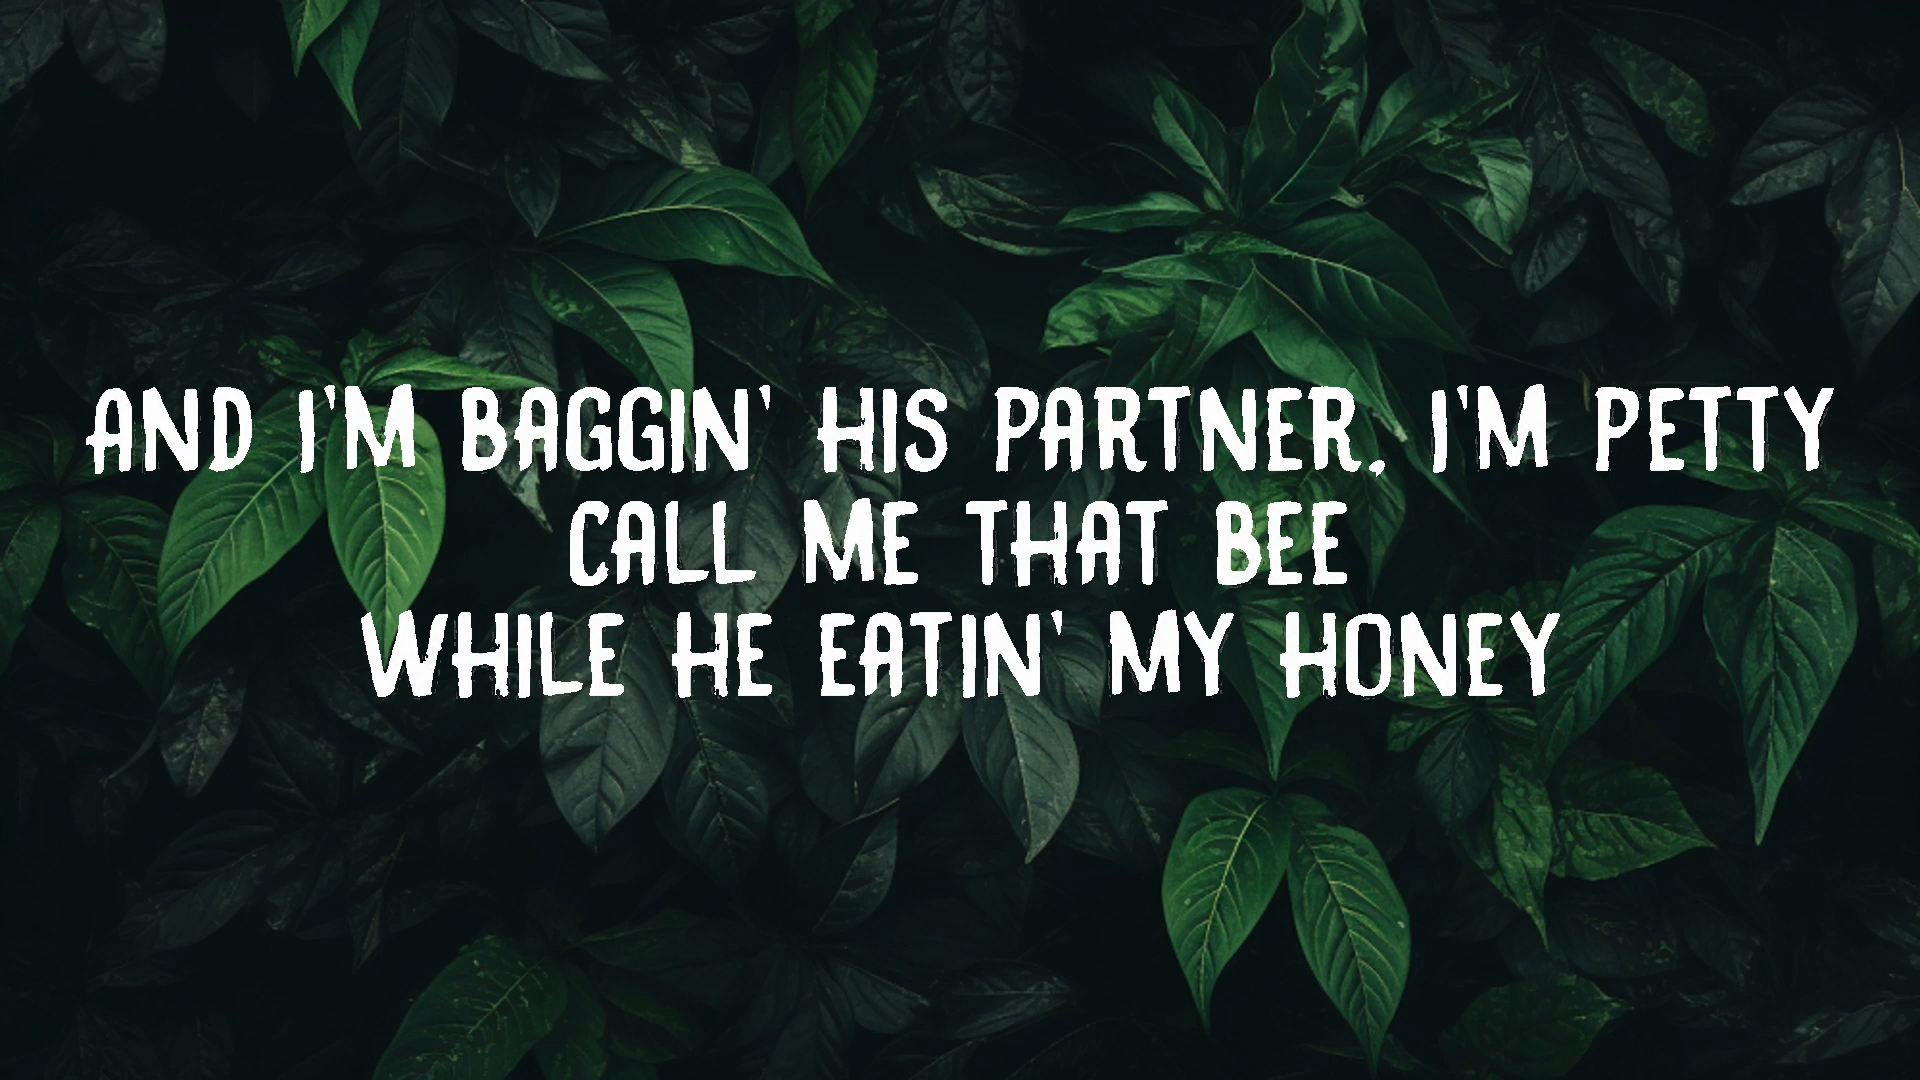 AND I'M BAGGIN' HIS PARTNER, I'M PETTY
CALL ME THAT BEE
WHILE HE EATIN' MY HONEY